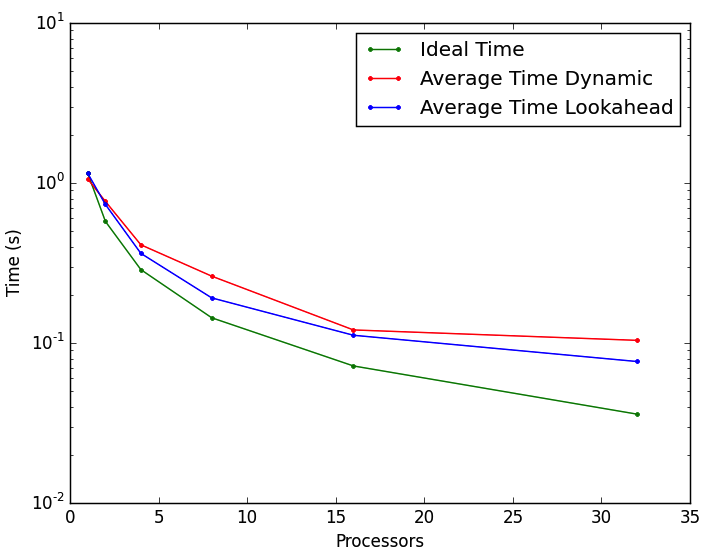 10^1
Ideal Time
Average Time Dynamic
Average Time Lookahead
10^0
Time (s)
10^-1
10^-2
0 5 10 15 20 25 30 35
Processors